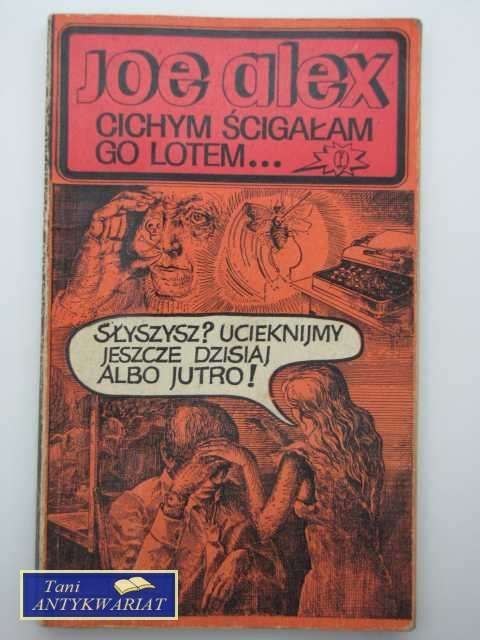 Joe alex
CICHYM ŚCIGAŁAM
GO LOTEM...
SŁYSZYSZ? UCIEKNIJMY
JESZCZE DZISIAJ
ALBO JUTRO!
Tani
ANTYKWARIAT